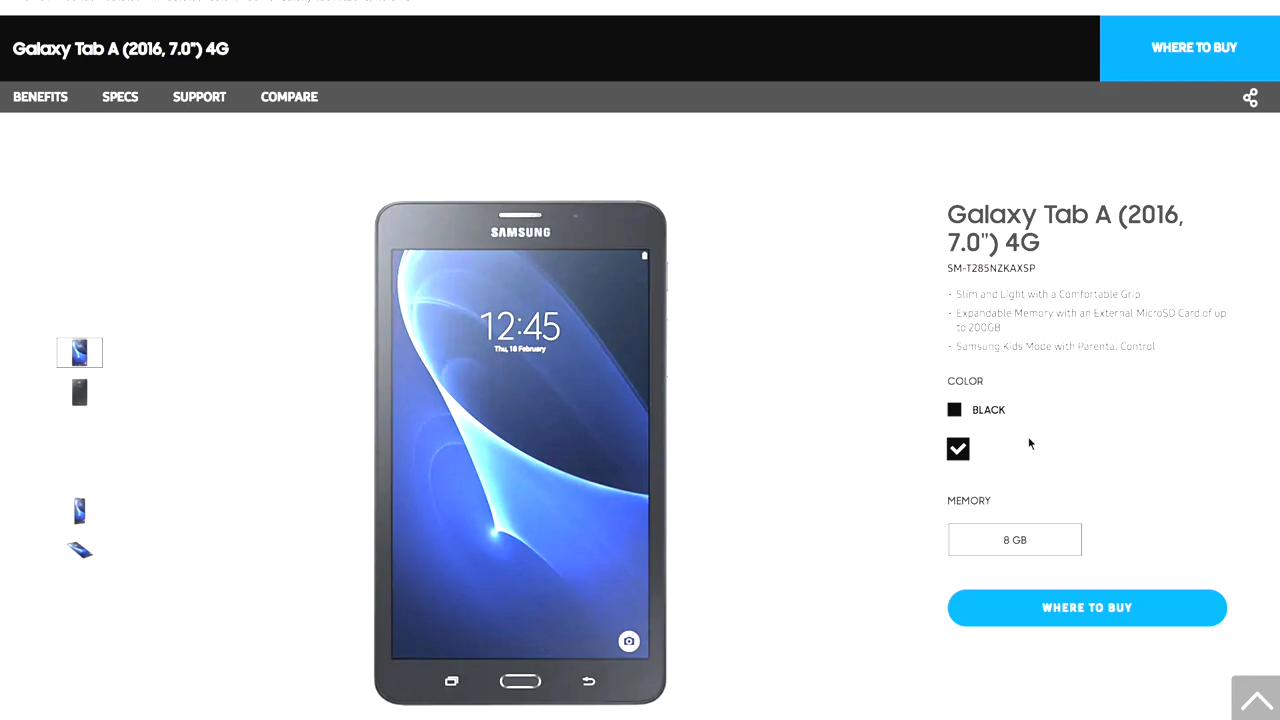 Galaxy Tab A (2016, 7.0") 4G
WHERE TO BUY
BENEFITS SPECS SUPPORT COMPARE
SAMSUNG
12:45
Thu, 18 February
Galaxy Tab A (2016,
7.0") 4G
SM-T285NZKAXSP
- Slim and Light with a Comfortable Grip
- Expandable Memory with an External MicroSD Card of up
to 200GB
- Samsung Kids Mode with Parental Control
COLOR
BLACK
MEMORY
8 GB
WHERE TO BUY